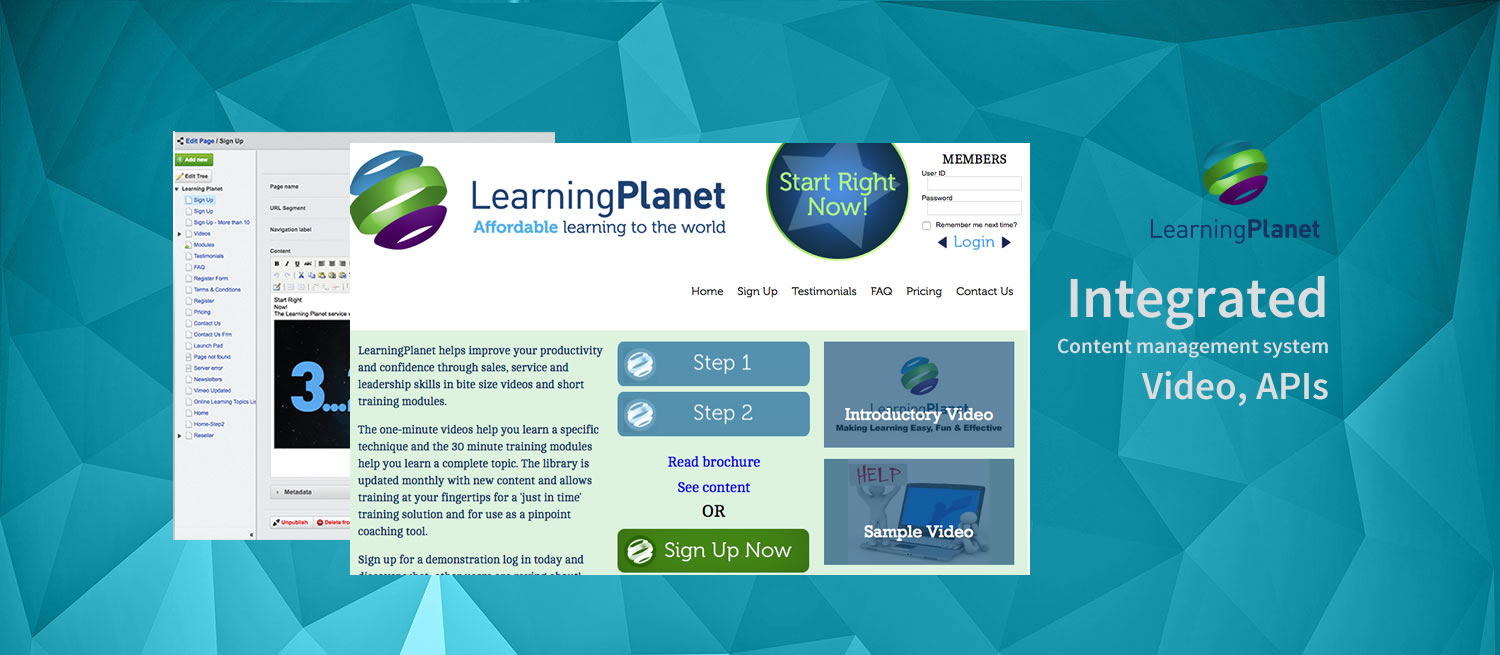 Edit Page / Sign Up
Add new
Edit Tree
Learning Planet
Sign Up
Sign Up
Sign Up - More than 10
Videos
Modules
Testimonials
FAQ
Register Form
Terms & Conditions
Register
Pricing
Contact Us
Contact Us Frm
Launch Pad
Page not found
Server error
Newsletters
Vimeo Updated
Online Learning Topics Lis
Home
Home-Step2
Reseller
Page name
URL Segment
Navigation label
Content
B I U ABC
Start Right
Now!
The Learning Planet service
3...
Metadata
Unpublish
Delete fro
LearningPlanet
Affordable learning to the world
Start Right
Now!
MEMBERS
User ID
Password
Remember me next time?
Login
Home Sign Up Testimonials FAQ Pricing Contact Us
LearningPlanet helps improve your productivity
and confidence through sales, service and
leadership skills in bite size videos and short
training modules.
The one-minute videos help you learn a specific
technique and the 30 minute training modules
help you learn a complete topic. The library is
updated monthly with new content and allows
training at your fingertips for a 'just in time'
training solution and for use as a pinpoint
coaching tool.
Sign up for a demonstration log in today and
Step 1
Step 2
Read brochure
See content
OR
Sign Up Now
LearningPlanet
Introductory Video
Making Learning Easy, Fun & Effective
HELP
Sample Video
LearningPlanet
Integrated
Content management system
Video, APIs